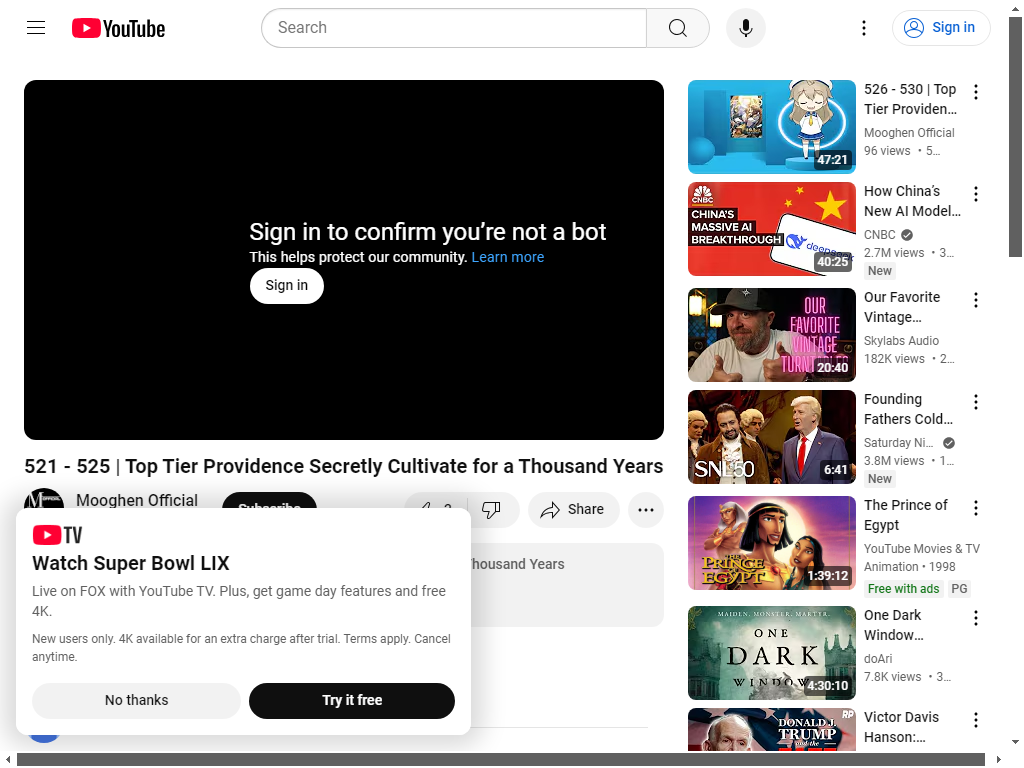 YouTube
Search
Sign in
Sign in to confirm you're not a bot
This helps protect our community. Learn more
Sign in
521 - 525 | Top Tier Providence Secretly Cultivate for a Thousand Years
Mooghen Official
Subscribe
Share
Thousand Years
TV
Watch Super Bowl LIX
Live on FOX with YouTube TV. Plus, get game day features and free
4K.
New users only. 4K available for an extra charge after trial. Terms apply. Cancel
anytime.
No thanks
Try it free
47:21
526 - 530 | Top
Tier Providen…
Mooghen Official
96 views • 5…
CNBC
CHINA'S
MASSIVE AI
BREAKTHROUGH
deepseek
40:25
How China's
New AI Model…
CNBC
2.7M views • 3…
New
OUR
FAVORITE
VINTAGE
TURNTABLES
20:40
Our Favorite
Vintage…
Skylabs Audio
182K views • 2…
SNL50
6:41
Founding
Fathers Cold…
Saturday Ni…
3.8M views • 1…
New
THE
PRINCE OF
EGYPT
1:39:12
The Prince of
Egypt
YouTube Movies & TV
Animation • 1998
Free with ads
PG
MAIDEN. MONSTER. MARTYR.
ONE
DARK
WINDOW
4:30:10
One Dark
Window…
doAri
7.8K views • 3…
RP
DONALD J.
TRUMP
and the
Victor Davis
Hanson:…